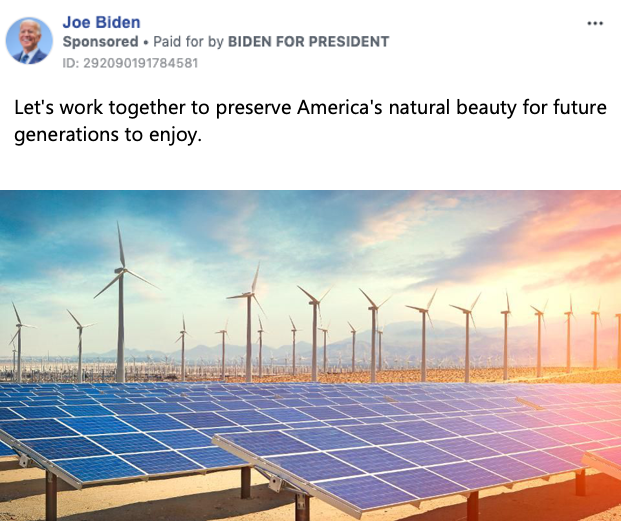 Joe Biden
Sponsored • Paid for by BIDEN FOR PRESIDENT
ID: 292090191784581
Let's work together to preserve America's natural beauty for future
generations to enjoy.